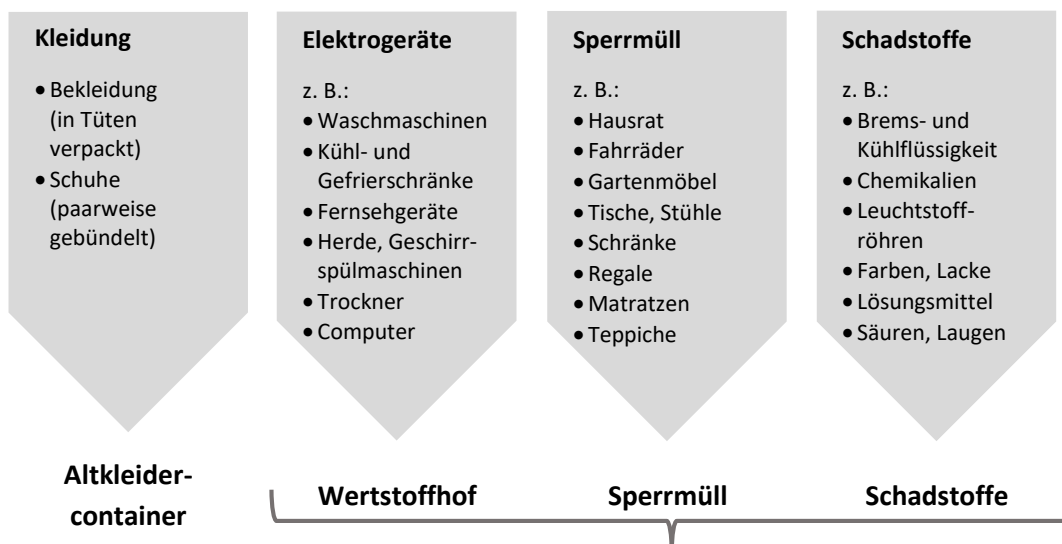 Kleidung
• Bekleidung
(in Tüten
verpackt)
• Schuhe
(paarweise
gebündelt)
Altkleider-
container
Elektrogeräte
z. B.:
• Waschmaschinen
• Kühl- und
Gefrierschränke
• Fernsehgeräte
• Herde, Geschirr-
spülmaschinen
• Trockner
• Computer
Wertstoffhof
Sperrmüll
z. B.:
• Hausrat
• Fahrräder
• Gartenmöbel
• Tische, Stühle
• Schränke
• Regale
• Matratzen
• Teppiche
Sperrmüll
Schadstoffe
z. B.:
• Brems- und
Kühlflüssigkeit
• Chemikalien
• Leuchtstoff-
röhren
• Farben, Lacke
• Lösungsmittel
• Säuren, Laugen
Schadstoffe